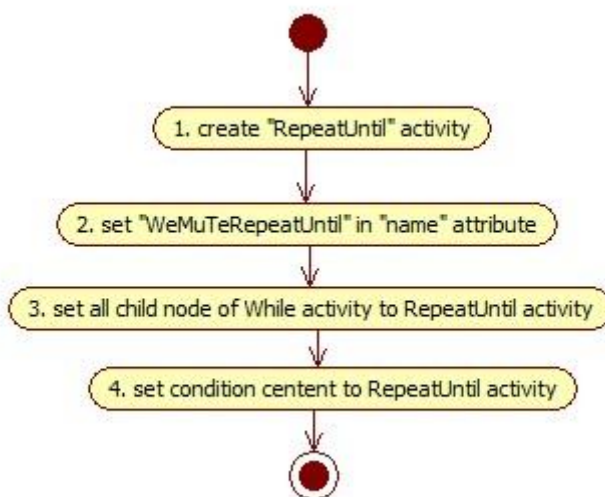 1. create "RepeatUntil" activity
2. set "WeMuTeRepeatUntil" in "name" attribute
3. set all child node of While activity to RepeatUntil activity
4. set condition centent to RepeatUntil activity